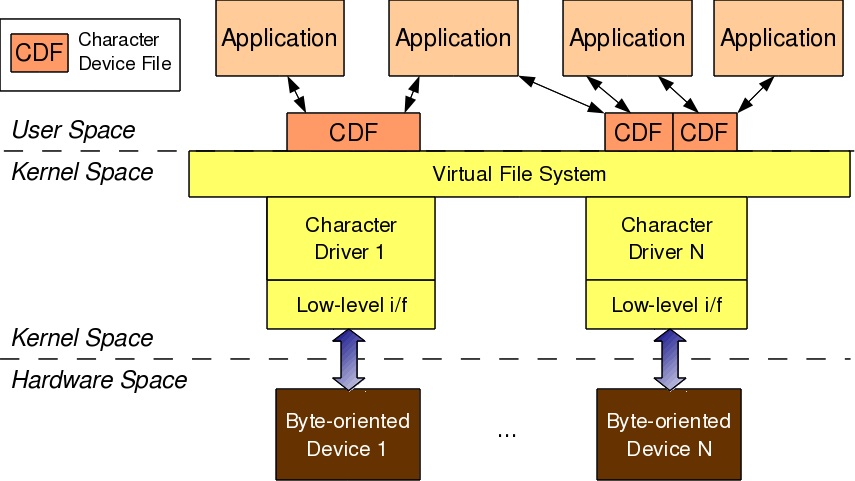 CDF
Character
Device File
Application
Application
Application
Application
User Space
CDF
CDF
CDF
Kernel Space
Virtual File System
Character
Driver 1
Character
Driver N
Low-level i/f
Low-level i/f
Kernel Space
Hardware Space
Byte-oriented
Device 1
...
Byte-oriented
Device N